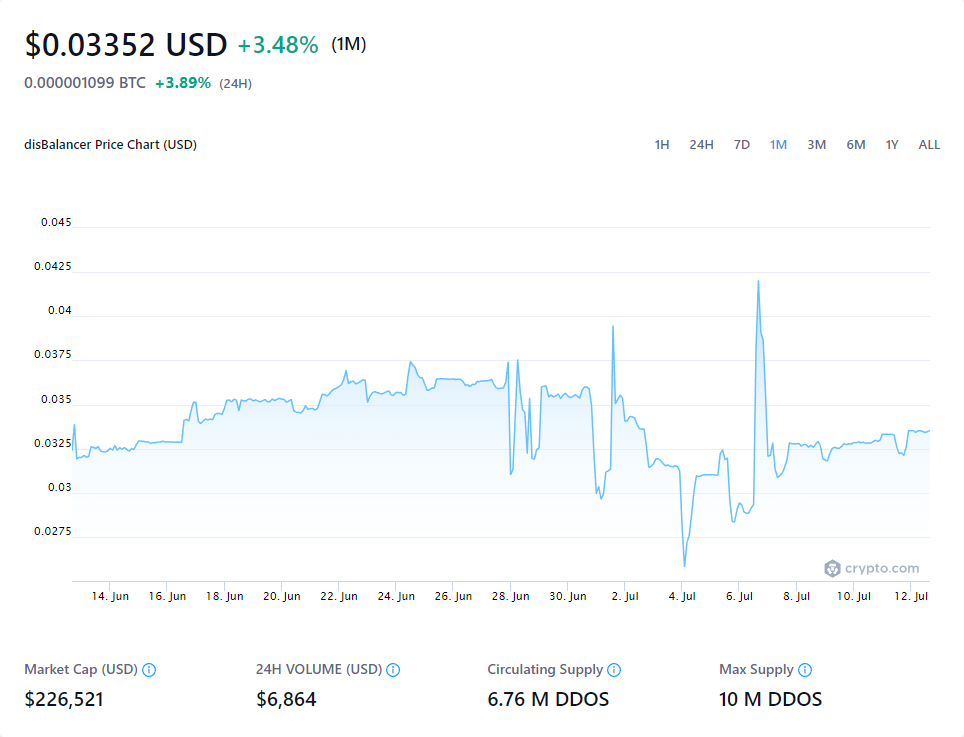 $0.03352 USD +3.48% (1M)
0.000001099 BTC +3.89% (24H)
disBalancer Price Chart (USD) 1H 24H 7D 1M 3M 6M 1Y ALL
0.045
0.0425
0.04
0.0375
0.035
0.0325
0.03
0.0275
crypto.com
14. Jun 16. Jun 18. Jun 20. Jun 22. Jun 24. Jun 26. Jun 28. Jun 30. Jun 2. Jul 4. Jul 6. Jul 8. Jul 10. Jul 12. Jul
Market Cap (USD) 24H VOLUME (USD) Circulating Supply Max Supply
$226,521 $6,864 6.76 M DDOS 10 M DDOS